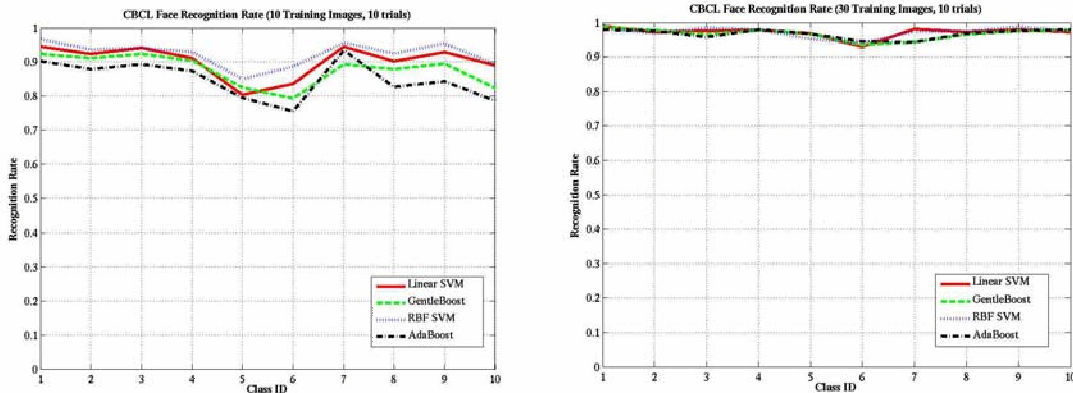 CBCL Face Recognition Rate (10 Training Images, 10 trials)
Recognition Rate
1
0.9
0.8
0.7
0.6
0.5
0.4
0.3
0.2
0.1
0
1 2 3 4 5 6 7 8 9 10
Class ID
Linear SVM
GentleBoost
RBF SVM
AdaBoost
CBCL Face Recognition Rate (30 Training Images, 10 trials)
Recognition Rate
1
0.9
0.8
0.7
0.6
0.5
0.4
0.3
0.2
0.1
0
1 2 3 4 5 6 7 8 9 10
Class ID
Linear SVM
GentleBoost
RBF SVM
AdaBoost